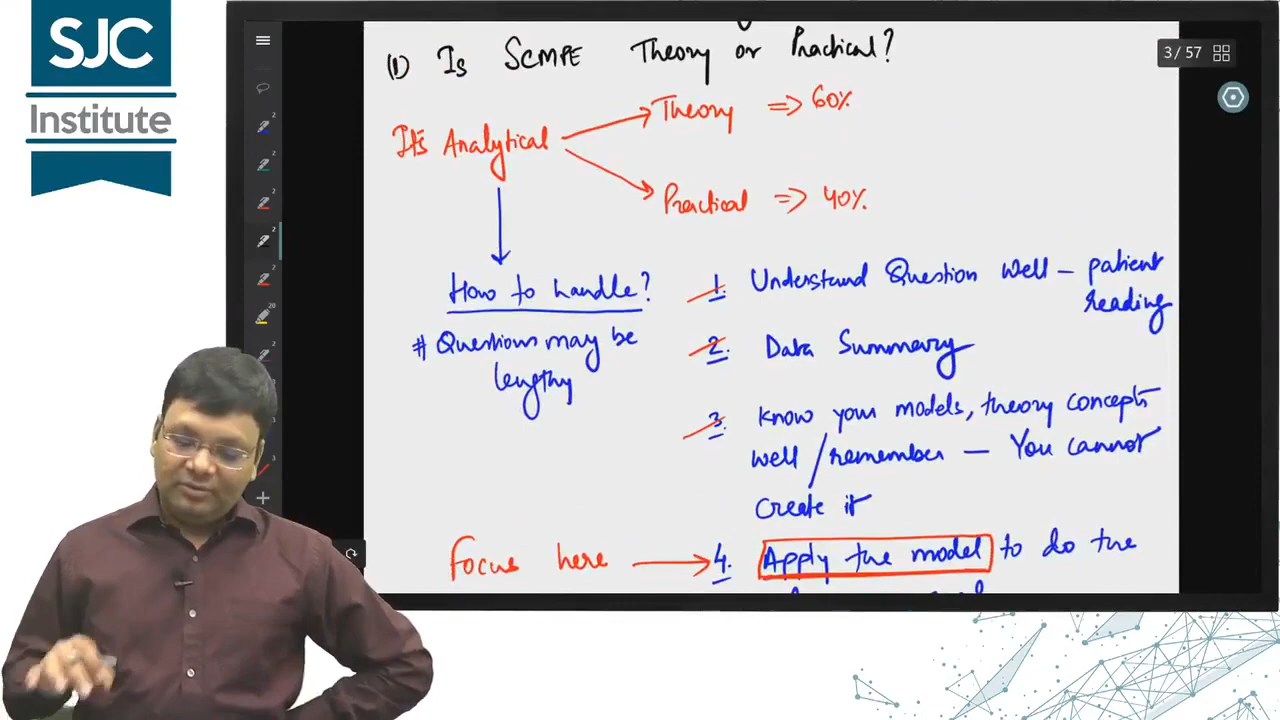 SJC
Institute
3 / 57
(1) Is SCMPE Theory or Practical?
It's Analytical
Theory => 60%
Practical => 40%
How to handle?
# Questions may be
lengthy
1. Understand Question well - patient
reading
2. Data Summary
3. Know your models, theory concepts
well / remember - You cannot
create it
Focus here
4. Apply the model to do the